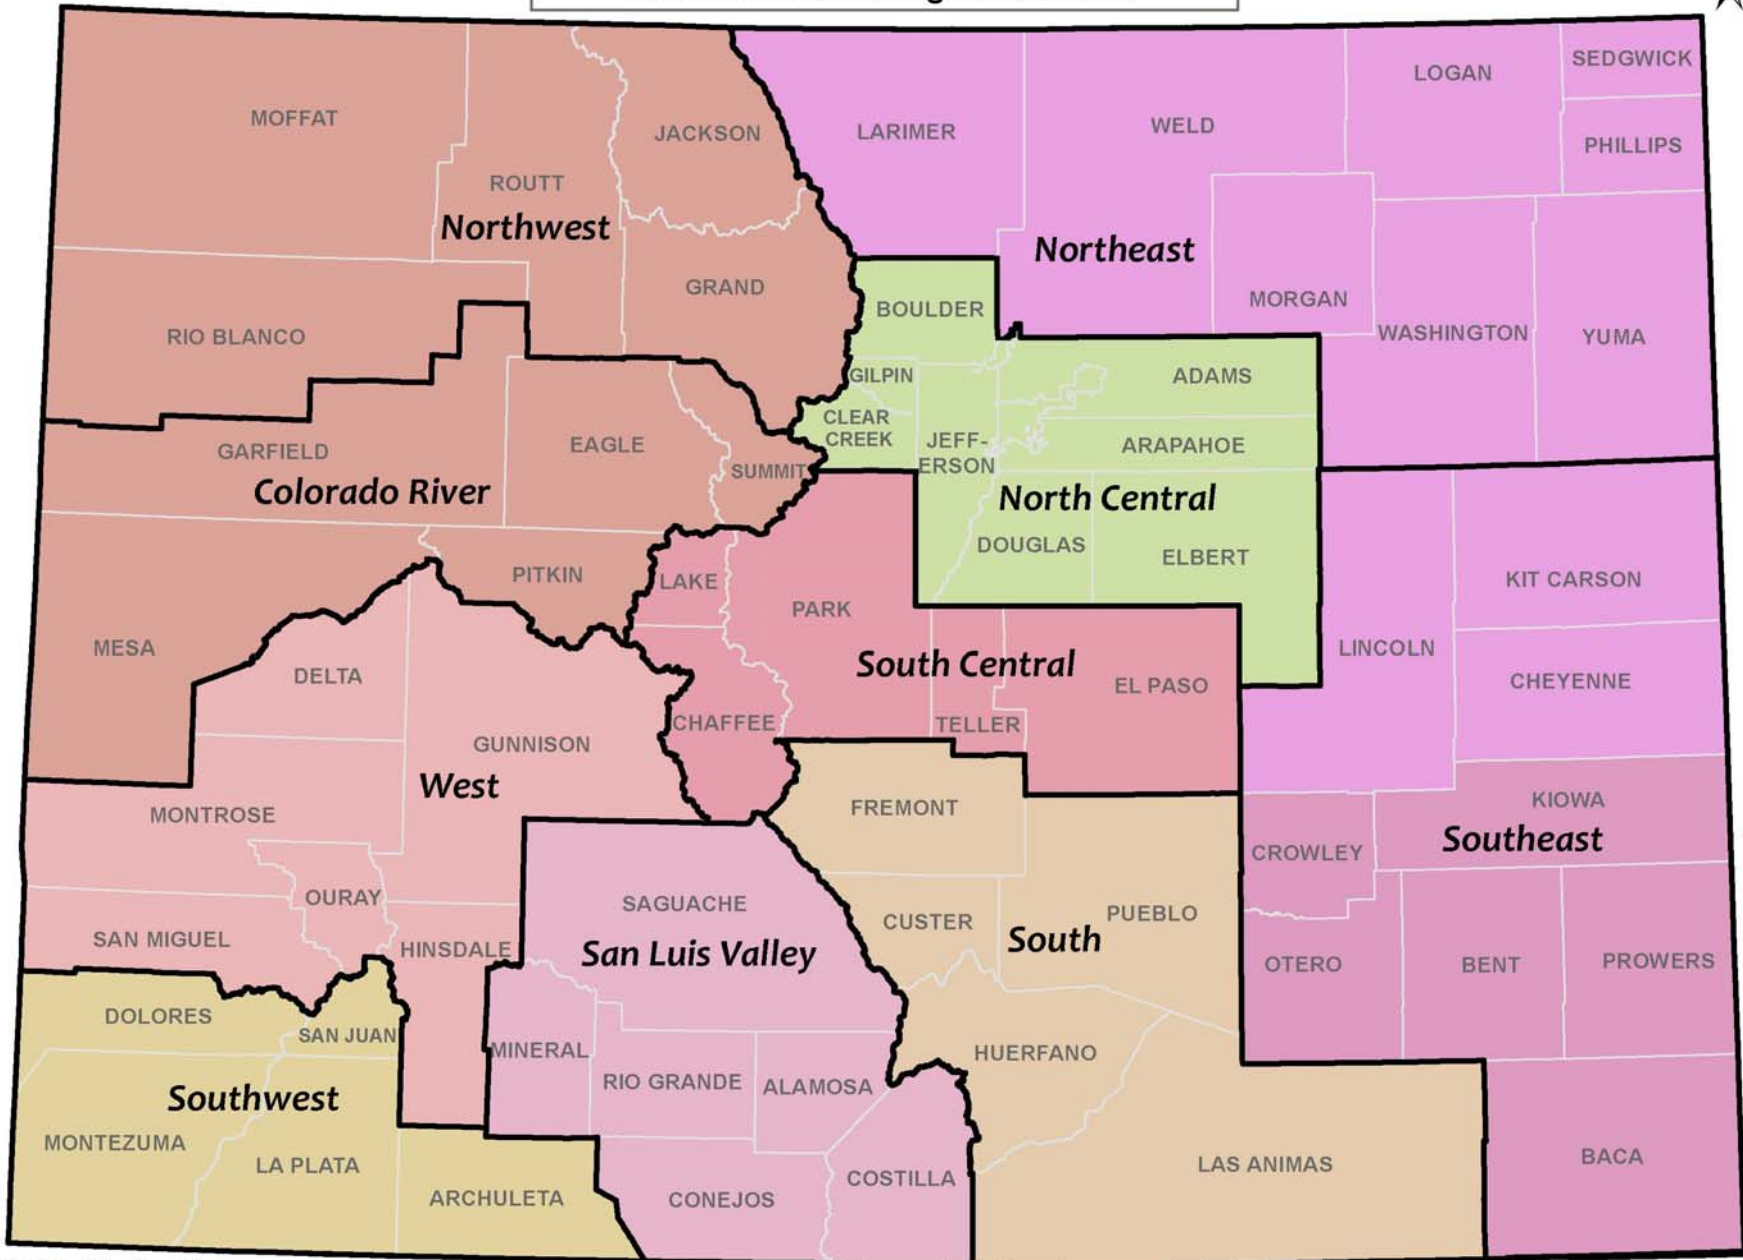 MOFFAT
ROUTT
JACKSON
LARIMER
WELD
LOGAN
SEDGWICK
PHILLIPS
Northwest
Northeast
GRAND
RIO BLANCO
BOULDER
MORGAN
WASHINGTON
YUMA
GILPIN
ADAMS
CLEAR
CREEK
JEFF-
ERSON
ARAPAHOE
GARFIELD
EAGLE
SUMMIT
Colorado River
North Central
DOUGLAS
ELBERT
PITKIN
LAKE
PARK
KIT CARSON
MESA
DELTA
South Central
LINCOLN
CHEYENNE
EL PASO
TELLER
CHAFFEE
GUNNISON
West
MONTROSE
FREMONT
KIOWA
Southeast
CROWLEY
OURAY
SAGUACHE
CUSTER
PUEBLO
SAN MIGUEL
HINSDALE
San Luis Valley
South
OTERO
BENT
PROWERS
DOLORES
SAN JUAN
MINERAL
HUERFANO
RIO GRANDE
ALAMOSA
Southwest
MONTEZUMA
LA PLATA
ARCHULETA
CONEJOS
COSTILLA
LAS ANIMAS
BACA